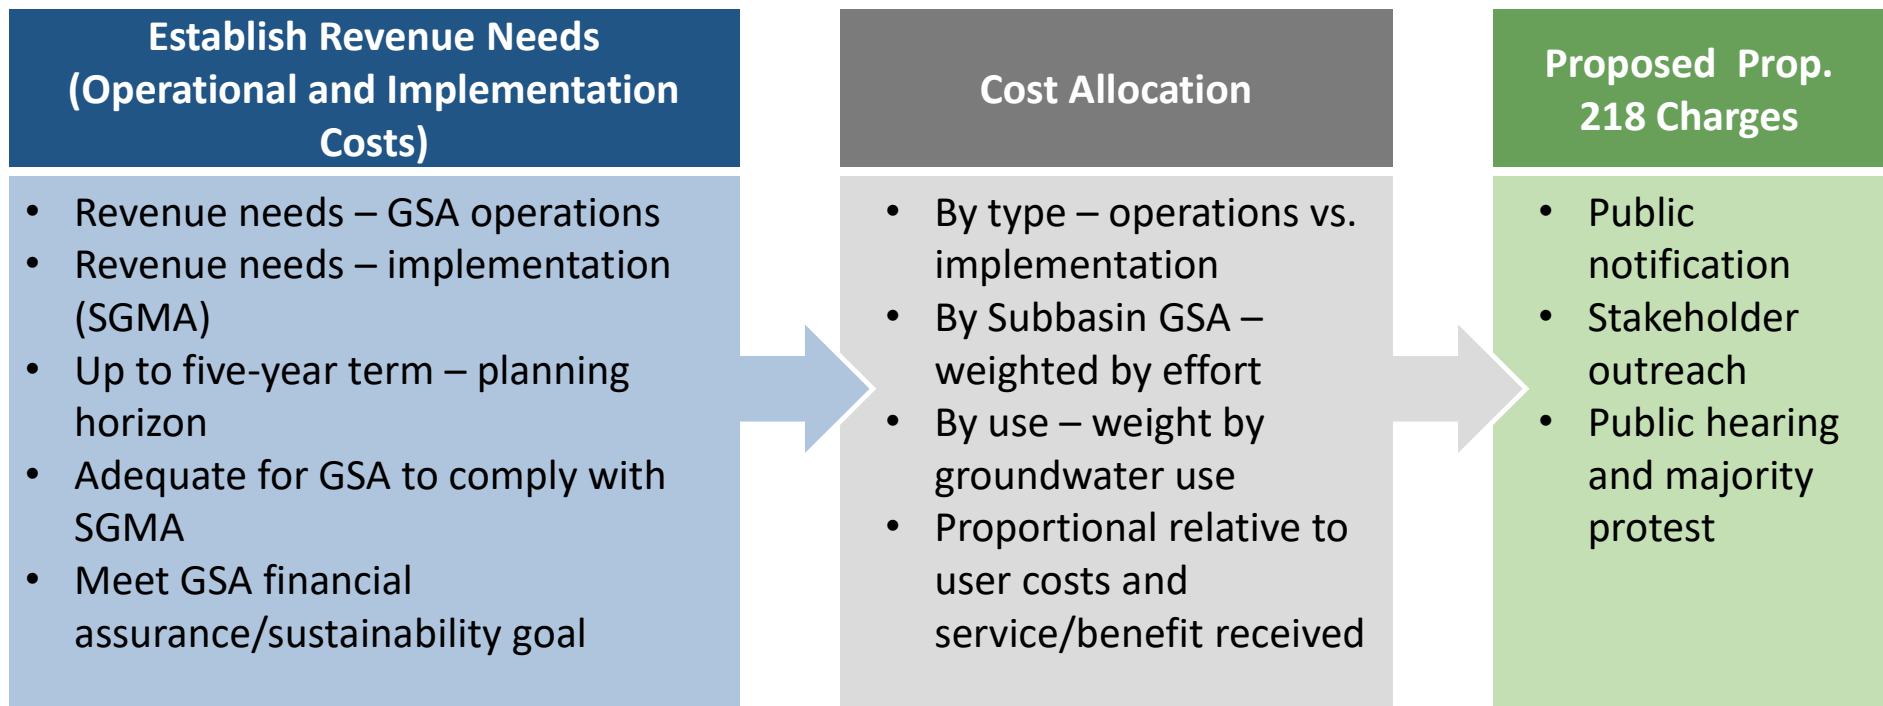 Establish Revenue Needs
(Operational and Implementation
Costs)
• Revenue needs – GSA operations
• Revenue needs – implementation
(SGMA)
• Up to five-year term – planning
horizon
• Adequate for GSA to comply with
SGMA
• Meet GSA financial
assurance/sustainability goal
Cost Allocation
• By type – operations vs.
implementation
• By Subbasin GSA –
weighted by effort
• By use – weight by
groundwater use
• Proportional relative to
user costs and
service/benefit received
Proposed  Prop.
218 Charges
• Public
notification
• Stakeholder
outreach
• Public hearing
and majority
protest